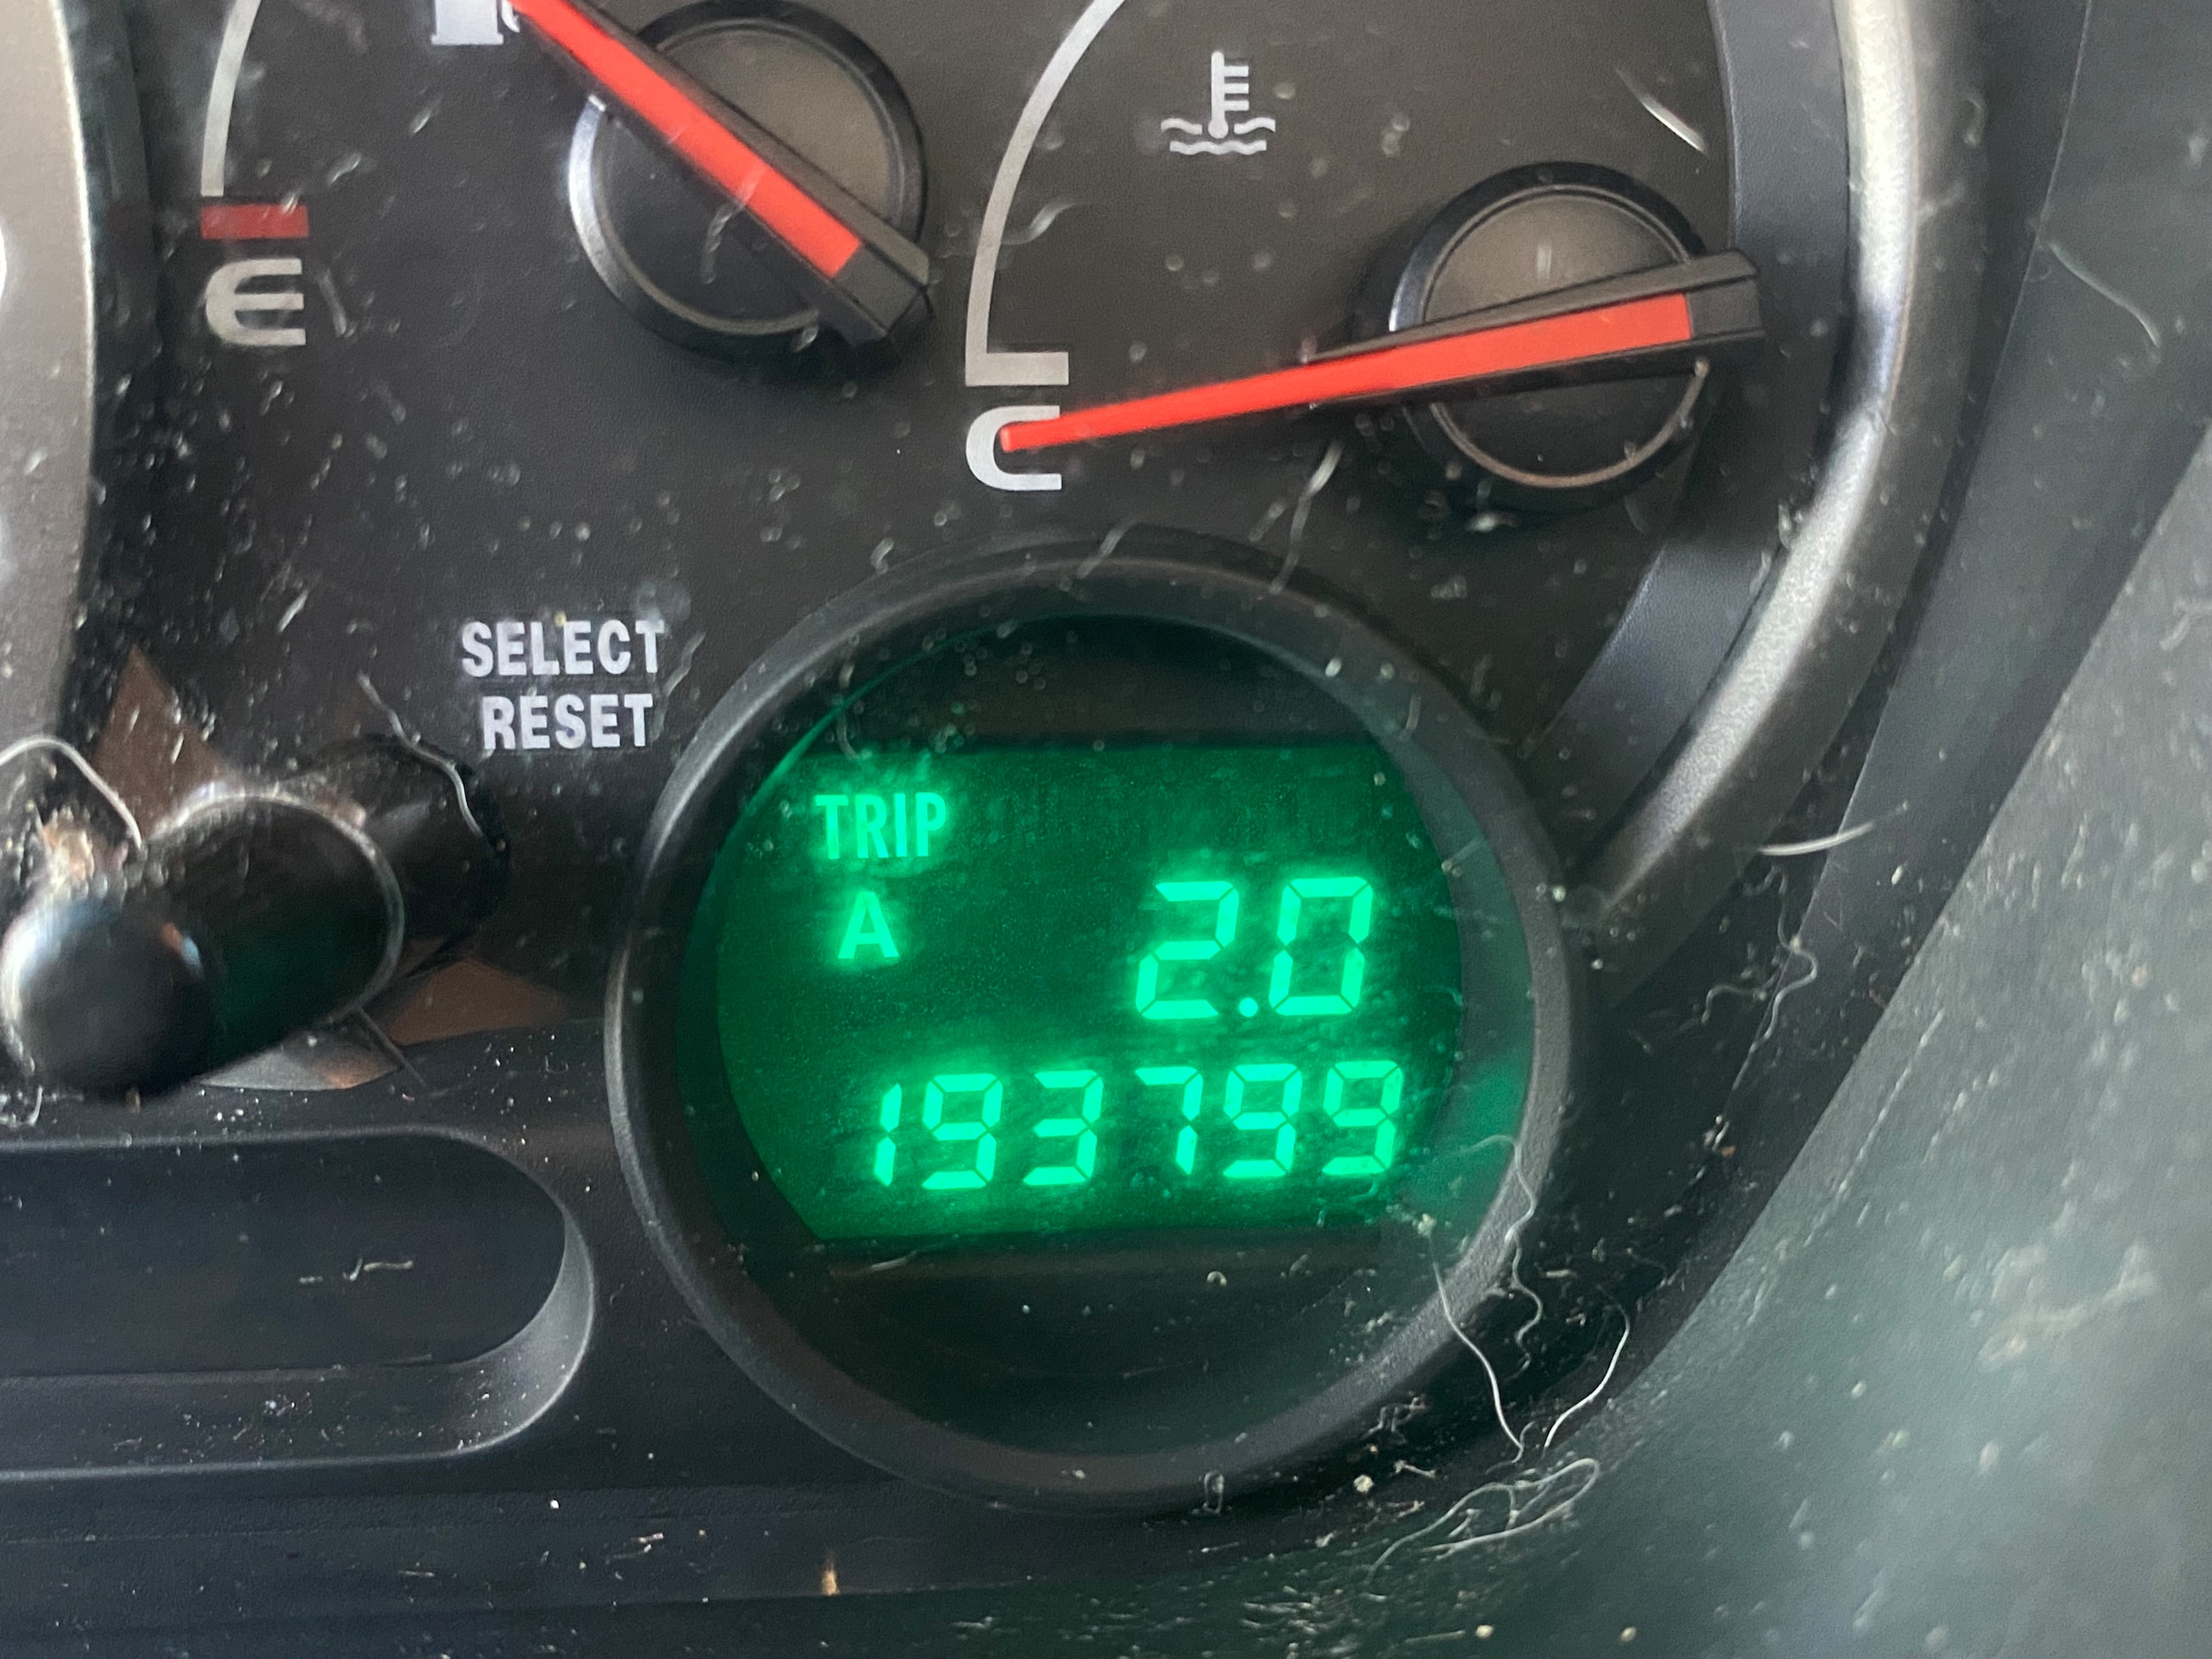 E
C
SELECT
RESET
TRIP
A 2.0
193799